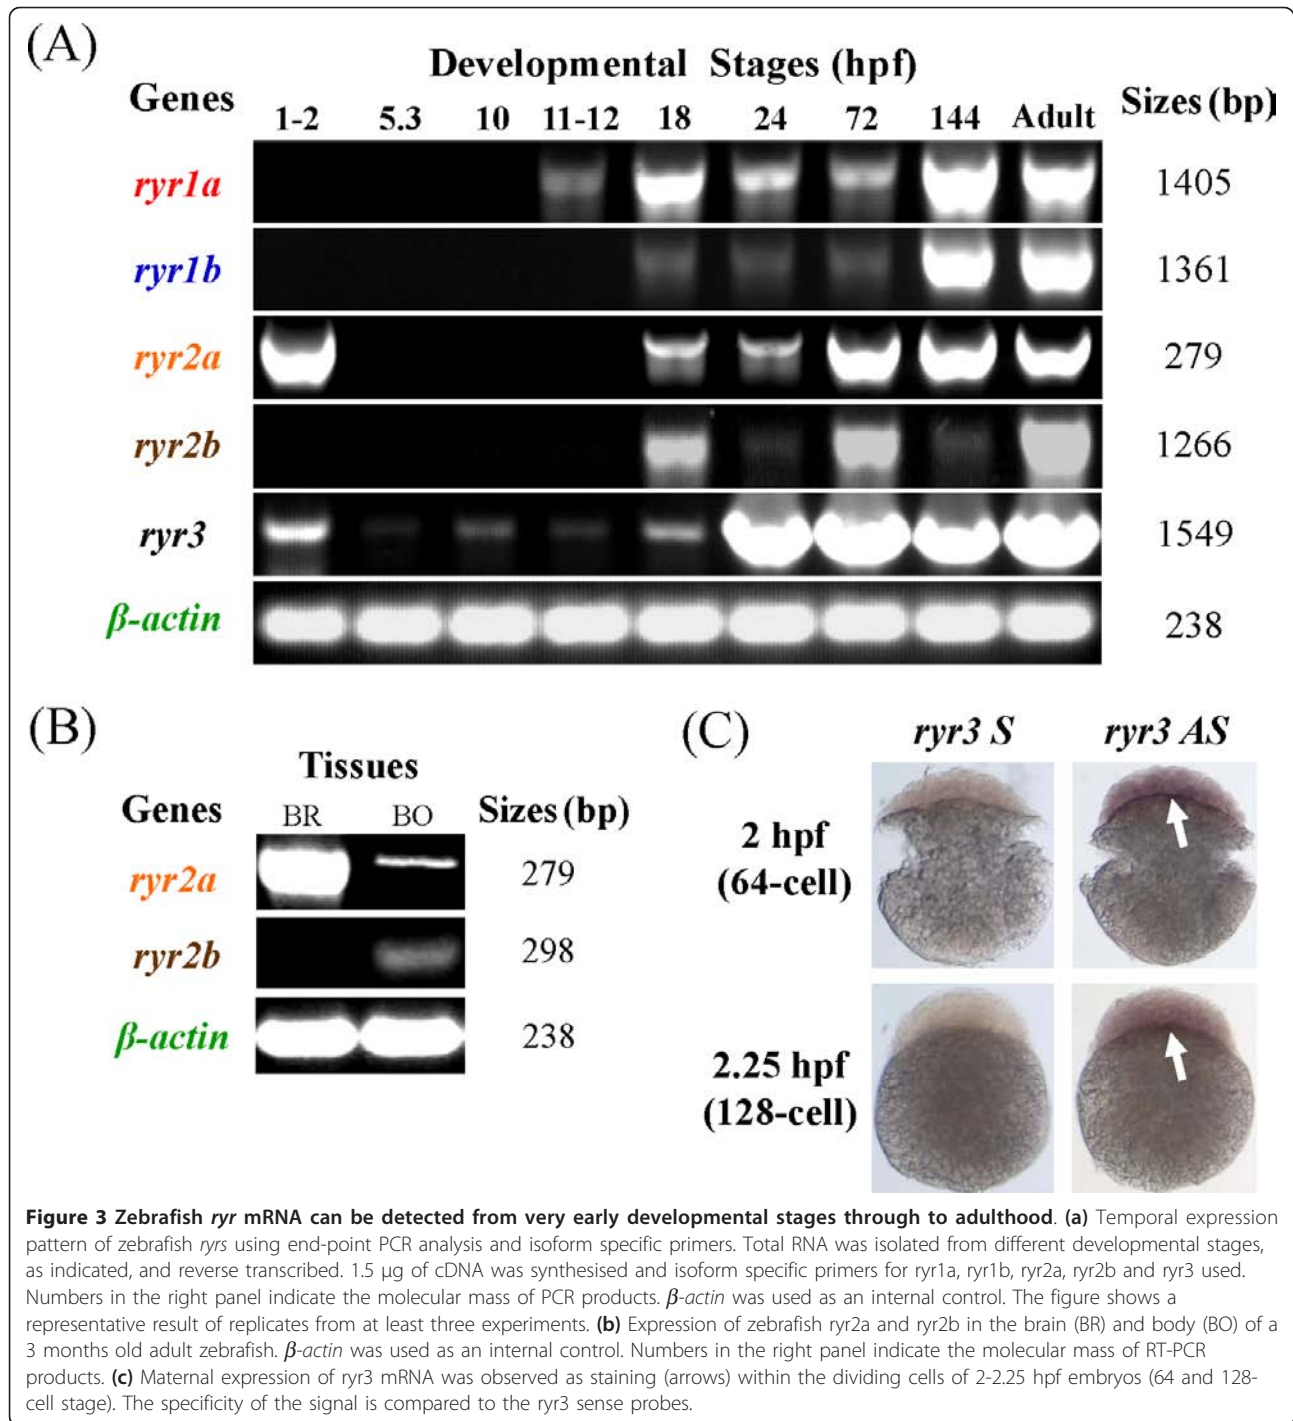 (A)
Developmental Stages (hpf)
Genes
Sizes (bp)
1-2 5.3 10 11-12 18 24 72 144 Adult
ryr1a 1405
ryr1b 1361
ryr2a 279
ryr2b 1266
ryr3 1549
β-actin 238
(B)
Tissues
Genes BR BO Sizes (bp)
ryr2a 279
ryr2b 298
β-actin 238
(C)
ryr3 S ryr3 AS
2 hpf
(64-cell)
2.25 hpf
(128-cell)
Figure 3 Zebrafish ryr mRNA can be detected from very early developmental stages through to adulthood. (a) Temporal expression
pattern of zebrafish ryrs using end-point PCR analysis and isoform specific primers. Total RNA was isolated from different developmental stages,
as indicated, and reverse transcribed. 1.5 μg of cDNA was synthesised and isoform specific primers for ryr1a, ryr1b, ryr2a, ryr2b and ryr3 used.
Numbers in the right panel indicate the molecular mass of PCR products. β-actin was used as an internal control. The figure shows a
representative result of replicates from at least three experiments. (b) Expression of zebrafish ryr2a and ryr2b in the brain (BR) and body (BO) of a
3 months old adult zebrafish. β-actin was used as an internal control. Numbers in the right panel indicate the molecular mass of RT-PCR
products. (c) Maternal expression of ryr3 mRNA was observed as staining (arrows) within the dividing cells of 2-2.25 hpf embryos (64 and 128-
cell stage). The specificity of the signal is compared to the ryr3 sense probes.